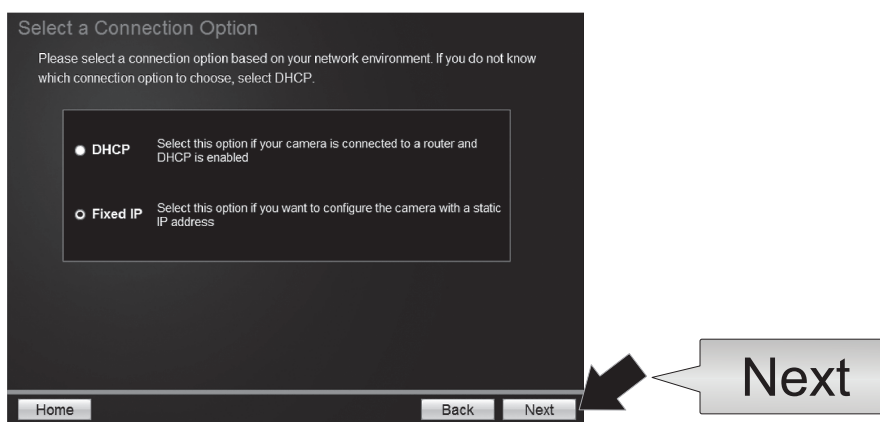 Select a Connection Option
Please select a connection option based on your network environment. If you do not know
which connection option to choose, select DHCP.
DHCP
Select this option if your camera is connected to a router and
DHCP is enabled
Fixed IP
Select this option if you want to configure the camera with a static
IP address
Home
Back
Next
Next